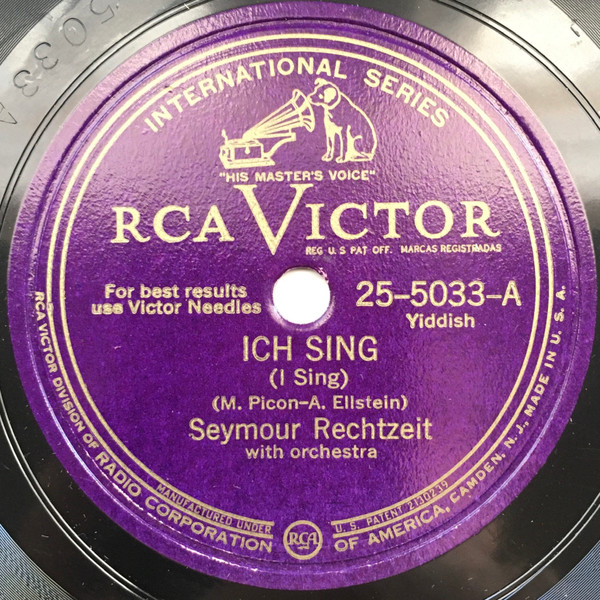 5033 A
INTERNATIONAL SERIES
"HIS MASTER'S VOICE"
RCA VICTOR
REG U.S PAT OFF. MARCAS REGISTRADAS
For best results
use Victor Needles
25-5033-A
Yiddish
ICH SING
(I Sing)
(M. Picon-A. Ellstein)
Seymour Rechtzeit
with orchestra
MANUFACTURED UNDER U. S. PATENT 2130239
RCA VICTOR DIVISION OF RADIO CORPORATION OF AMERICA, CAMDEN, N. J., MADE IN U. S. A.
RCA